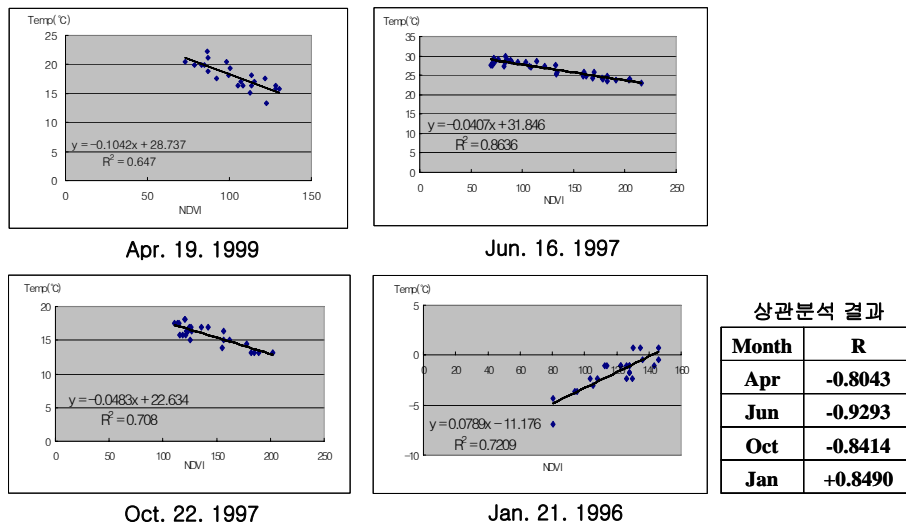 Temp(℃)
25
20
15
10
5
0
y = -0.1042x + 28.737
R² = 0.647
0 50 100 150
NDVI
Apr. 19. 1999
Temp(℃)
35
30
25
20
15
10
5
0
y = -0.0407x + 31.846
R² = 0.8636
0 50 100 150 200 250
NDVI
Jun. 16. 1997
Temp(℃)
20
15
10
5
0
y = -0.0483x + 22.634
R² = 0.708
0 50 100 150 200 250
NDVI
Oct. 22. 1997
Temp(℃)
5
0
0 20 40 60 80 100 120 140 160
-5
y = 0.0789x - 11.176
R² = 0.7209
-10
NDVI
Jan. 21. 1996
상관분석 결과
Month R
Apr -0.8043
Jun -0.9293
Oct -0.8414
Jan +0.8490